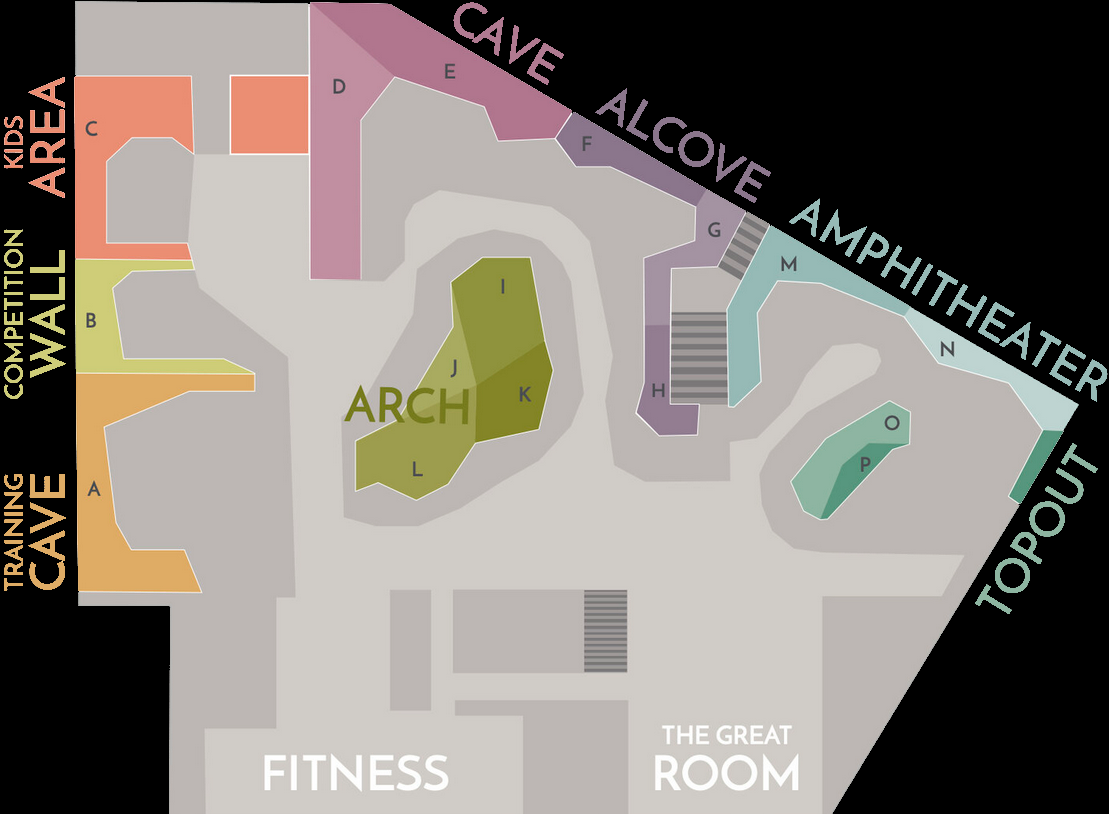 CAVE
ALCOVE
AMPHITHEATER
TOPOUT
KIDS
AREA
COMPETITION
WALL
TRAINING
CAVE
ARCH
FITNESS
THE GREAT
ROOM
A
B
C
D
E
F
G
H
I
J
K
L
M
N
O
P